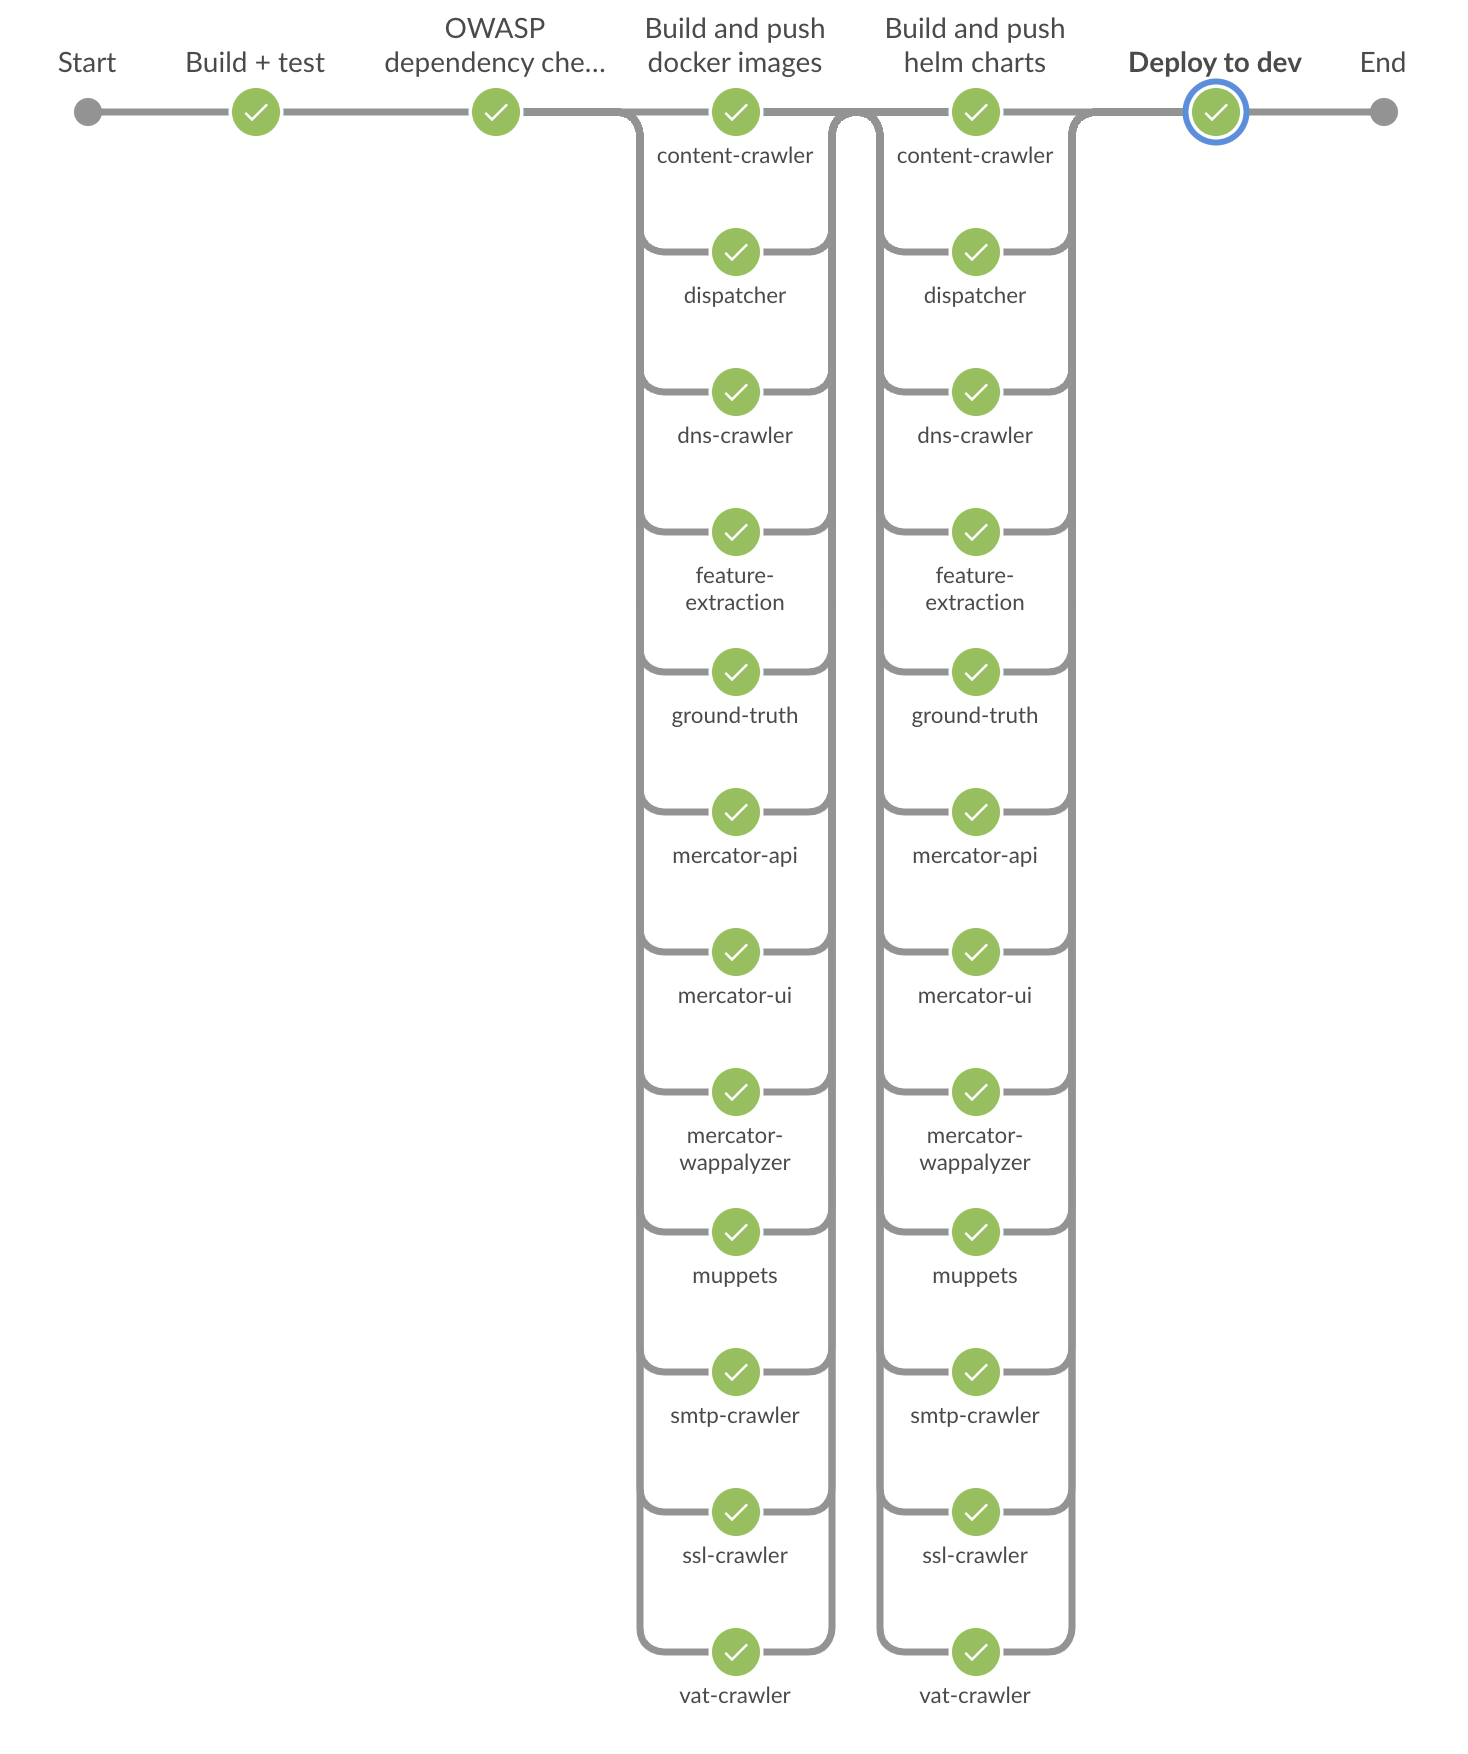 Start
Build + test
OWASP
dependency che...
Build and push
docker images
Build and push
helm charts
Deploy to dev
End
content-crawler
content-crawler
dispatcher
dispatcher
dns-crawler
dns-crawler
feature-
extraction
feature-
extraction
ground-truth
ground-truth
mercator-api
mercator-api
mercator-ui
mercator-ui
mercator-
wappalyzer
mercator-
wappalyzer
muppets
muppets
smtp-crawler
smtp-crawler
ssl-crawler
ssl-crawler
vat-crawler
vat-crawler